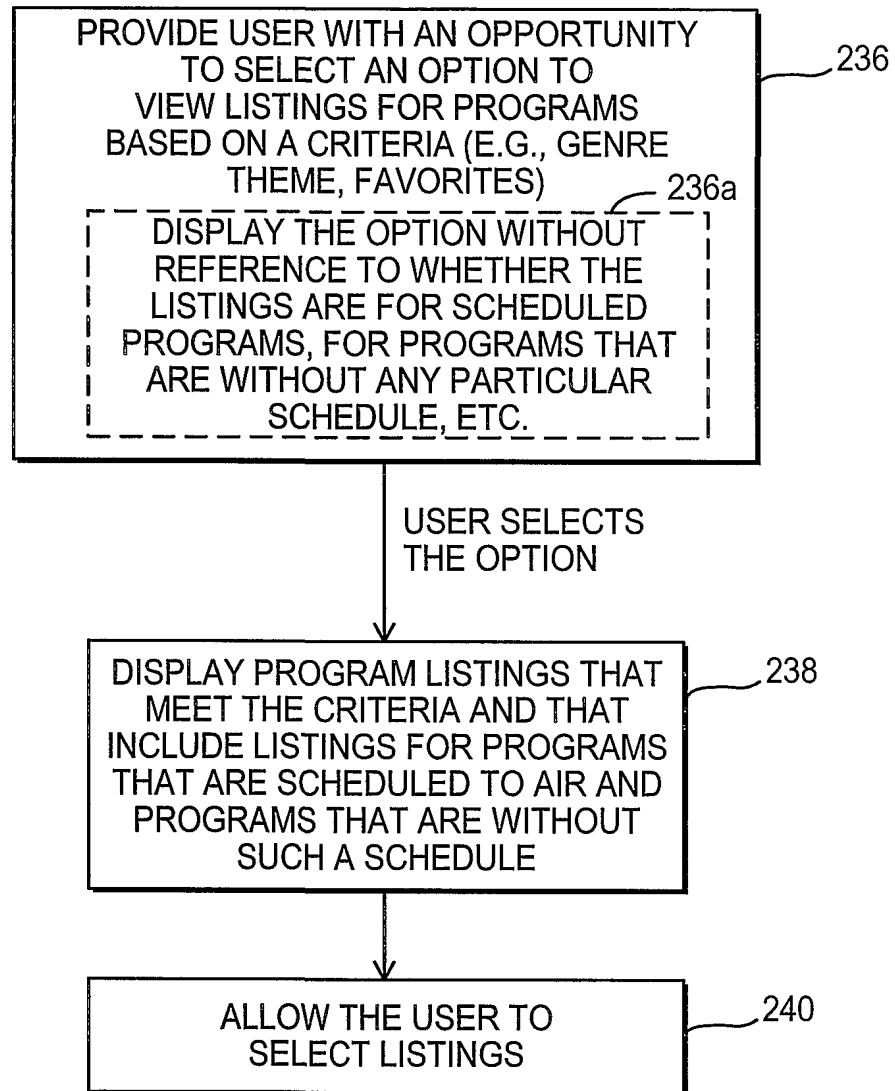 PROVIDE USER WITH AN OPPORTUNITY
TO SELECT AN OPTION TO
VIEW LISTINGS FOR PROGRAMS
BASED ON A CRITERIA (E.G., GENRE
THEME, FAVORITES)
236
236a
DISPLAY THE OPTION WITHOUT
REFERENCE TO WHETHER THE
LISTINGS ARE FOR SCHEDULED
PROGRAMS, FOR PROGRAMS THAT
ARE WITHOUT ANY PARTICULAR
SCHEDULE, ETC.
USER SELECTS
THE OPTION
DISPLAY PROGRAM LISTINGS THAT
MEET THE CRITERIA AND THAT
INCLUDE LISTINGS FOR PROGRAMS
THAT ARE SCHEDULED TO AIR AND
PROGRAMS THAT ARE WITHOUT
SUCH A SCHEDULE
238
ALLOW THE USER TO
SELECT LISTINGS
240